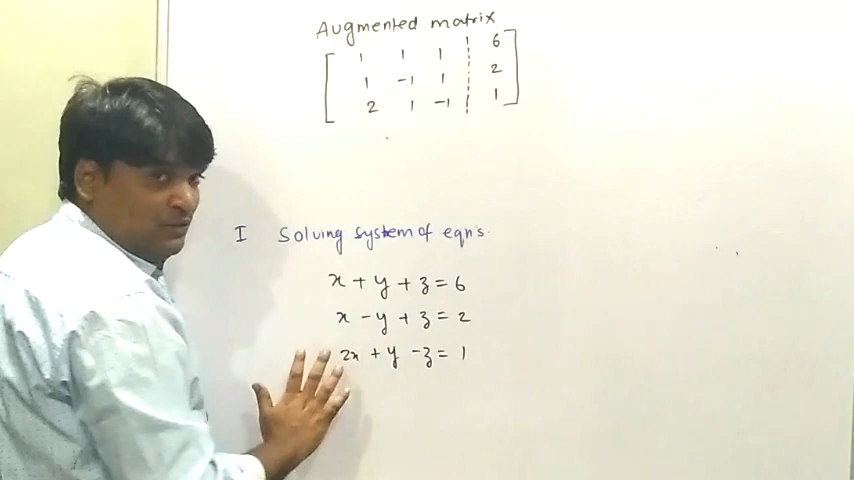 Augmented matrix
1 1 1 6
1 -1 1 2
2 1 -1 1
I Solving system of eqn's.
x + y + z = 6
x - y + z = 2
2x + y - z = 1